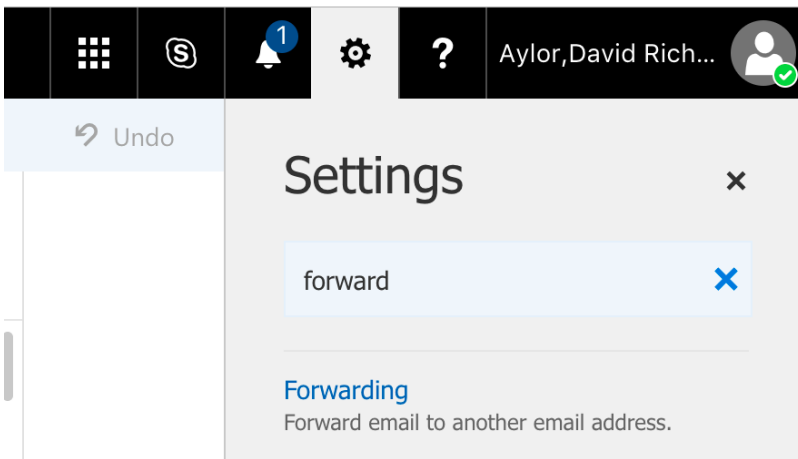 1
?
Aylor,David Rich...
Undo
Settings
forward
Forwarding
Forward email to another email address.